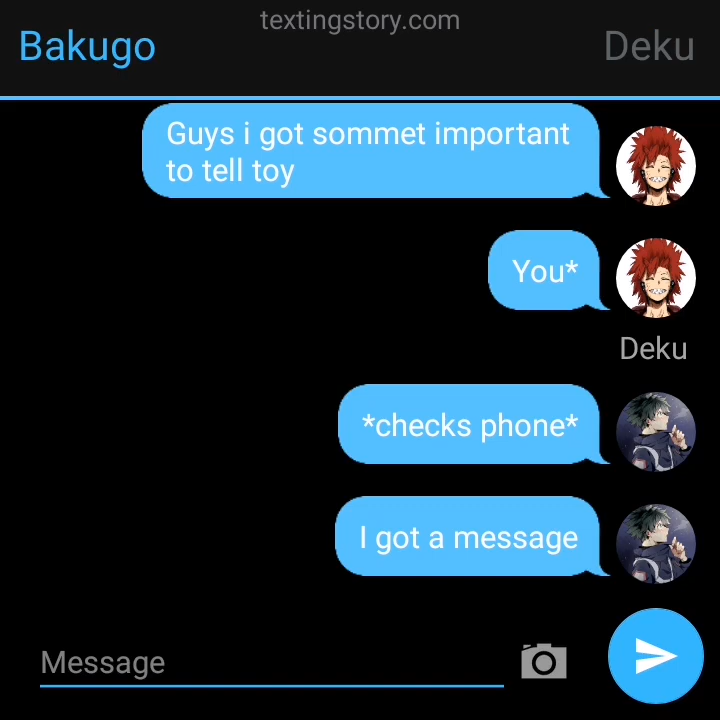 textingstory.com
Bakugo
Deku
Guys i got sommet important
to tell toy
You*
Deku
*checks phone*
I got a message
Message